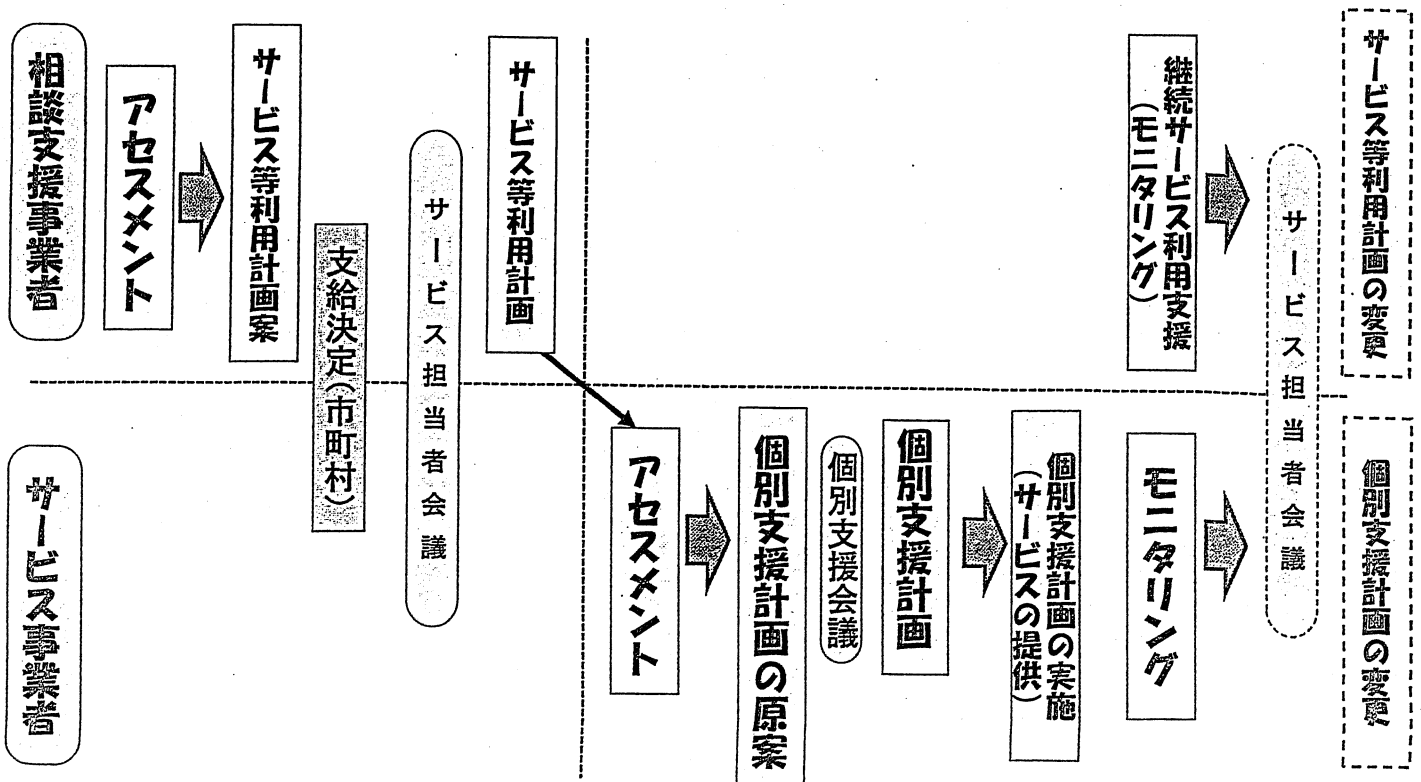 相談支援事業者
アセスメント
サービス等利用計画案
支給決定（市町村）
サービス担当者会議
サービス等利用計画
継続サービス利用支援
（モニタリング）
サービス担当者会議
サービス等利用計画の変更
サービス事業者
アセスメント
個別支援計画の原案
個別支援会議
個別支援計画
個別支援計画の実施
（サービスの提供）
モニタリング
個別支援計画の変更